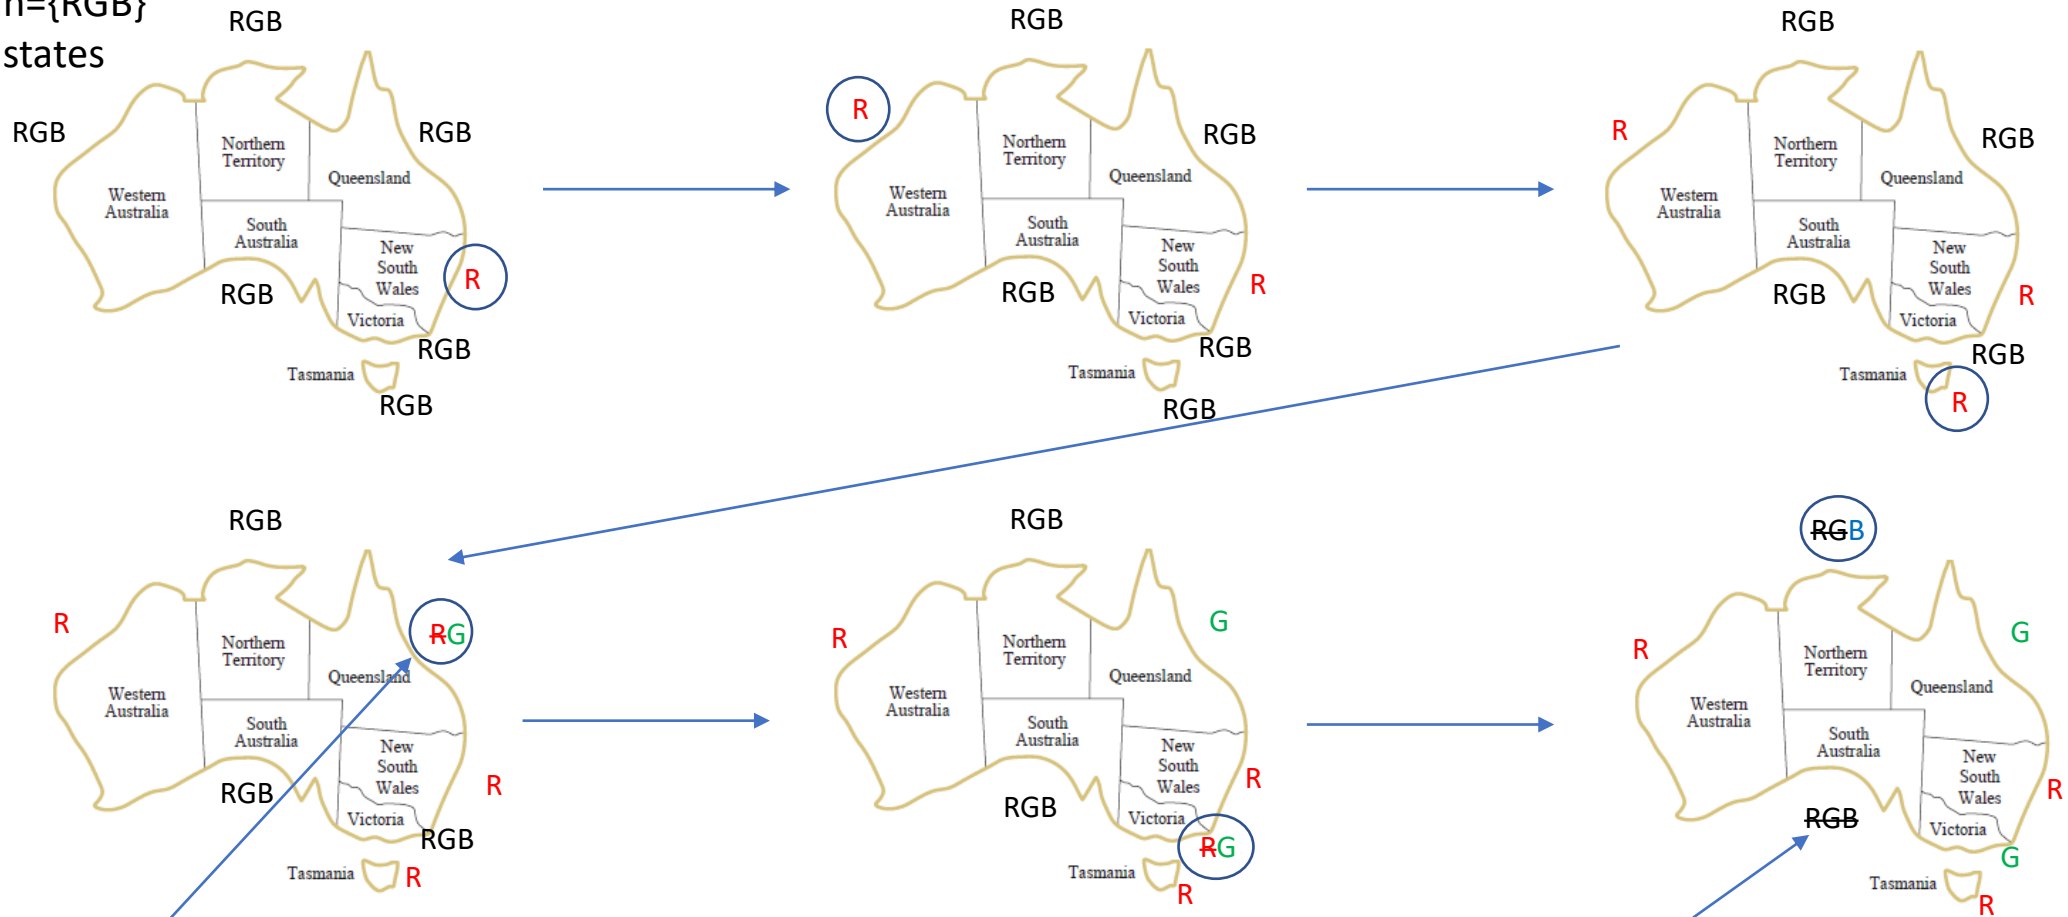 n={RGB}
states
RGB
RGB
RGB
Northern
Territory
Queensland
Western
Australia
South
Australia
New
South
Wales
R
RGB
Victoria
RGB
Tasmania
RGB
RGB
R
RGB
Northern
Territory
Queensland
Western
Australia
South
Australia
New
South
Wales
R
RGB
Victoria
RGB
Tasmania
RGB
RGB
R
RGB
Northern
Territory
Queensland
Western
Australia
South
Australia
New
South
Wales
R
RGB
Victoria
RGB
Tasmania
R
RGB
R
RG
Northern
Territory
Queensland
Western
Australia
South
Australia
New
South
Wales
R
RGB
Victoria
RGB
Tasmania
R
RGB
R
G
Northern
Territory
Queensland
Western
Australia
South
Australia
New
South
Wales
R
RGB
Victoria
RG
Tasmania
R
RGB
R
G
Northern
Territory
Queensland
Western
Australia
South
Australia
New
South
Wales
R
RGB
Victoria
G
Tasmania
R